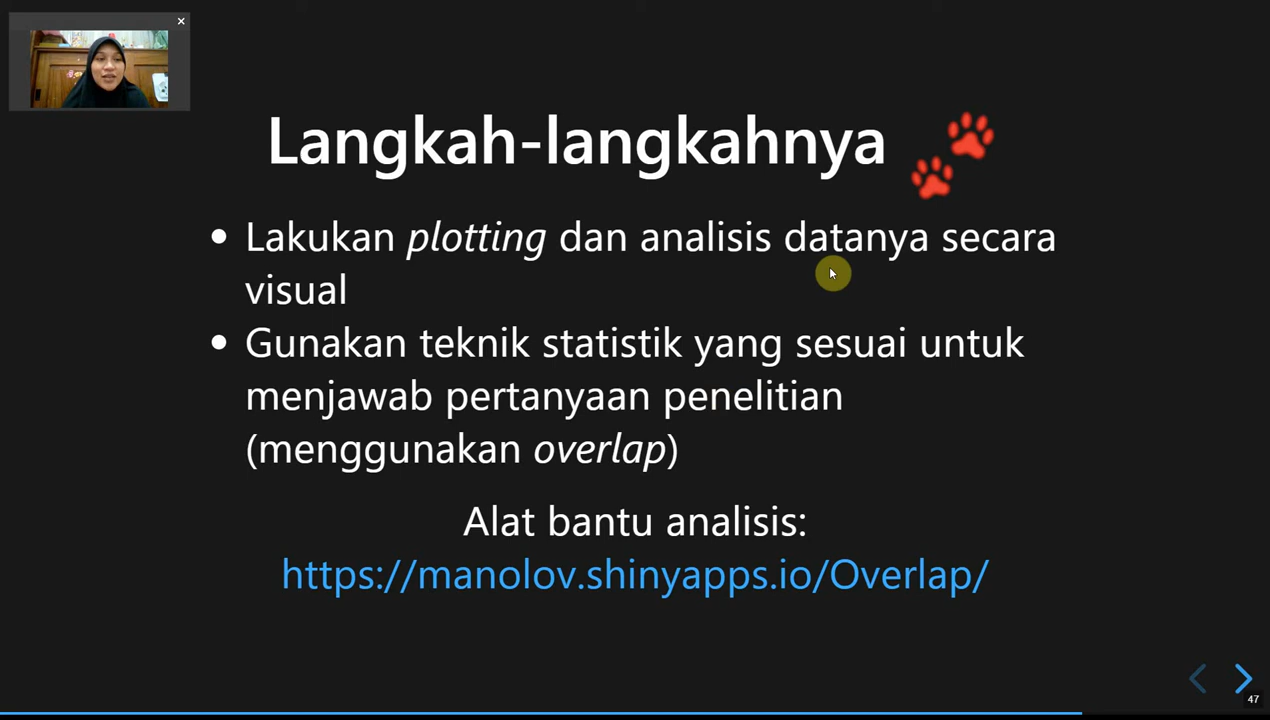 Langkah-langkahnya
Lakukan plotting dan analisis datanya secara
visual
Gunakan teknik statistik yang sesuai untuk
menjawab pertanyaan penelitian
(menggunakan overlap)
Alat bantu analisis:
https://manolov.shinyapps.io/Overlap/
47